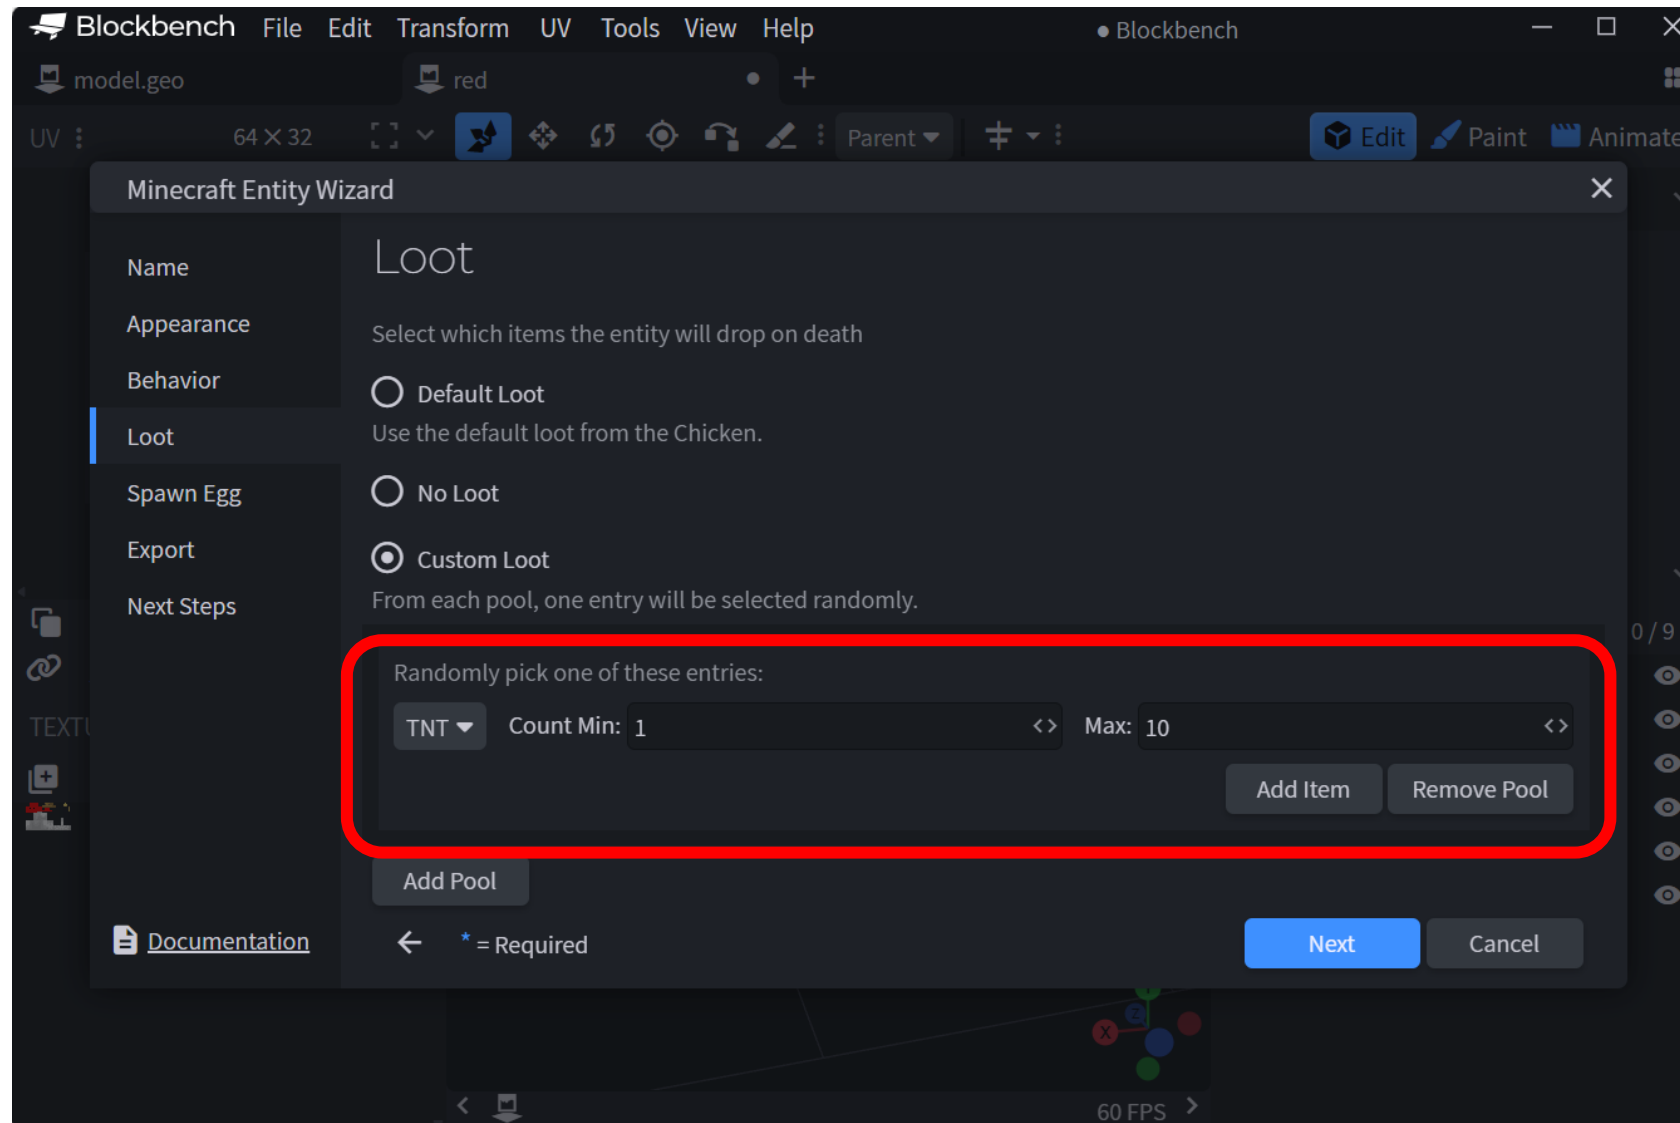 Blockbench File Edit Transform UV Tools View Help • Blockbench
model.geo red • +
UV 64 × 32 Parent Edit Paint Animate
Minecraft Entity Wizard
Name
Appearance
Behavior
Loot
Spawn Egg
Export
Next Steps
Documentation
Loot
Select which items the entity will drop on death
Default Loot
Use the default loot from the Chicken.
No Loot
Custom Loot
From each pool, one entry will be selected randomly.
Randomly pick one of these entries:
TNT Count Min: 1 Max: 10
Add Item Remove Pool
Add Pool
* = Required
Next Cancel
0 / 9
TEXTU
X
Z
60 FPS